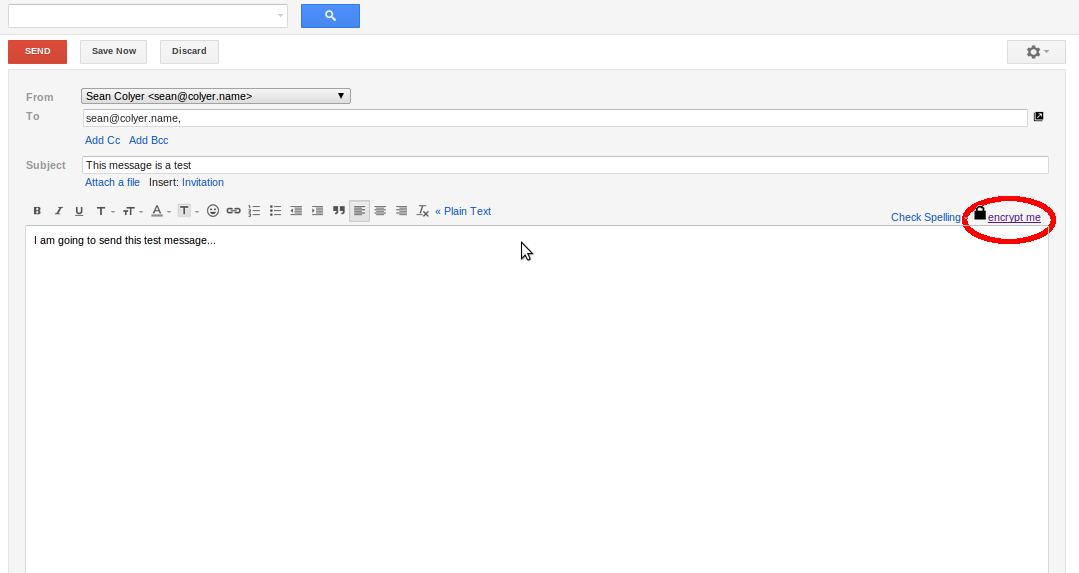 SEND Save Now Discard
From Sean Colyer <sean@colyer.name>
To sean@colyer.name,
Add Cc Add Bcc
Subject This message is a test
Attach a file Insert: Invitation
B I U T TT A T « Plain Text Check Spelling encrypt me
I am going to send this test message...